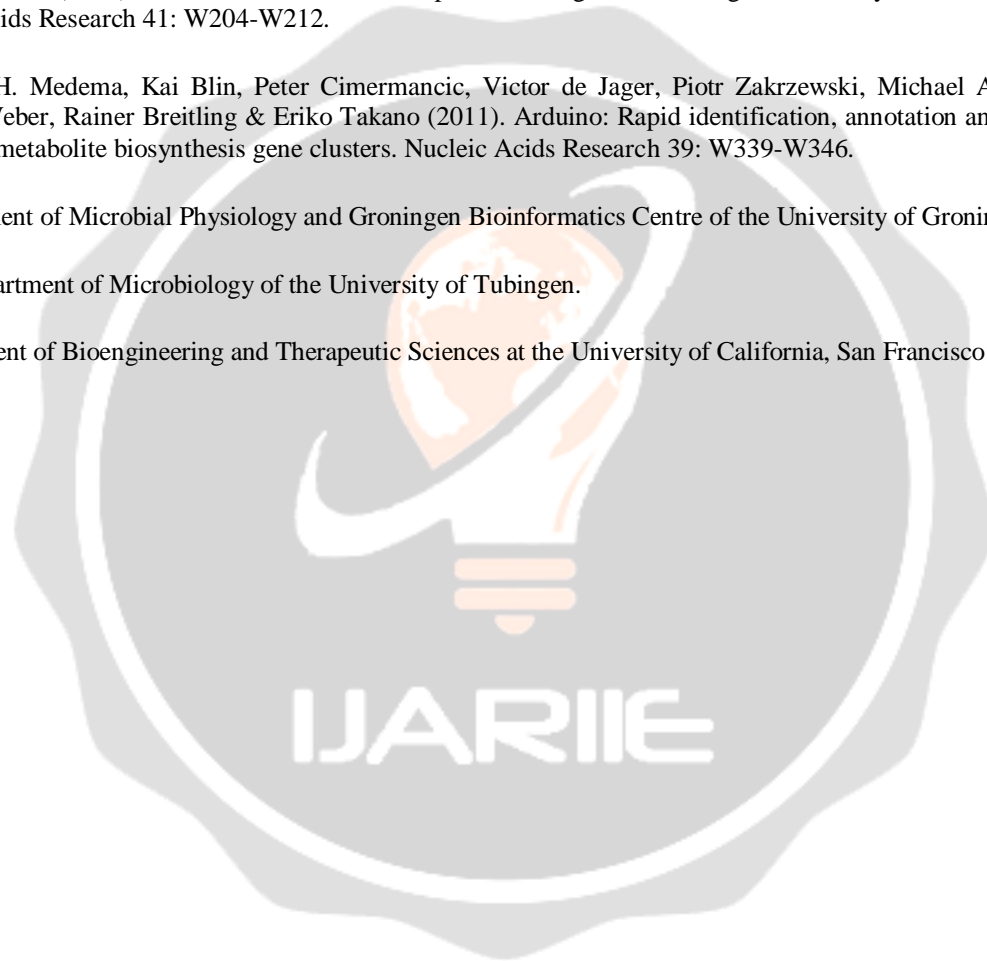 ids Research 41: W204-W212.
H. Medema, Kai Blin, Peter Cimermancic, Victor de Jager, Piotr Zakrzewski, Michael A
Weber, Rainer Breitling & Eriko Takano (2011). Arduino: Rapid identification, annotation an
metabolite biosynthesis gene clusters. Nucleic Acids Research 39: W339-W346.
ent of Microbial Physiology and Groningen Bioinformatics Centre of the University of Gronin
artment of Microbiology of the University of Tubingen.
ent of Bioengineering and Therapeutic Sciences at the University of California, San Francisco
IJARIIE